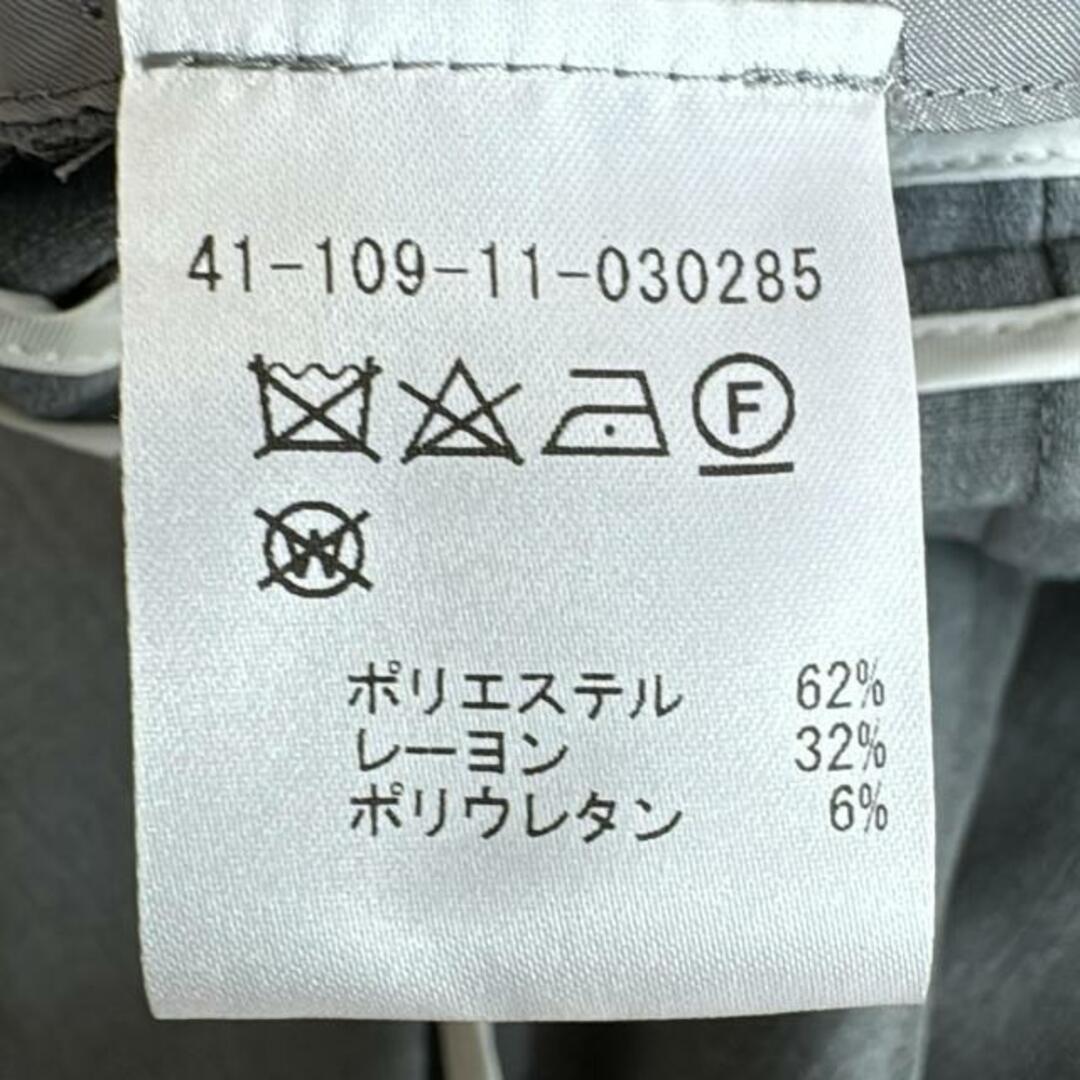 41-109-11-030285
F
W
ポリエステル 62%
レーヨン 32%
ポリウレタン 6%